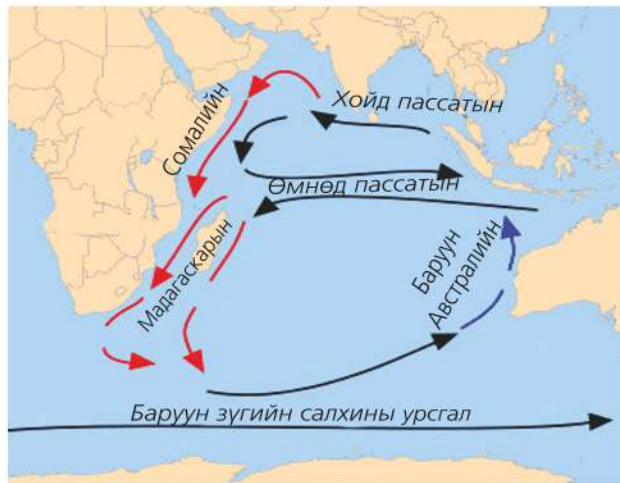 Хойд пассатын
Сомалийн
Өмнөд пассатын
Мадагаскарын
Баруун
Австралийн
Баруун зүгийн салхины урсгал